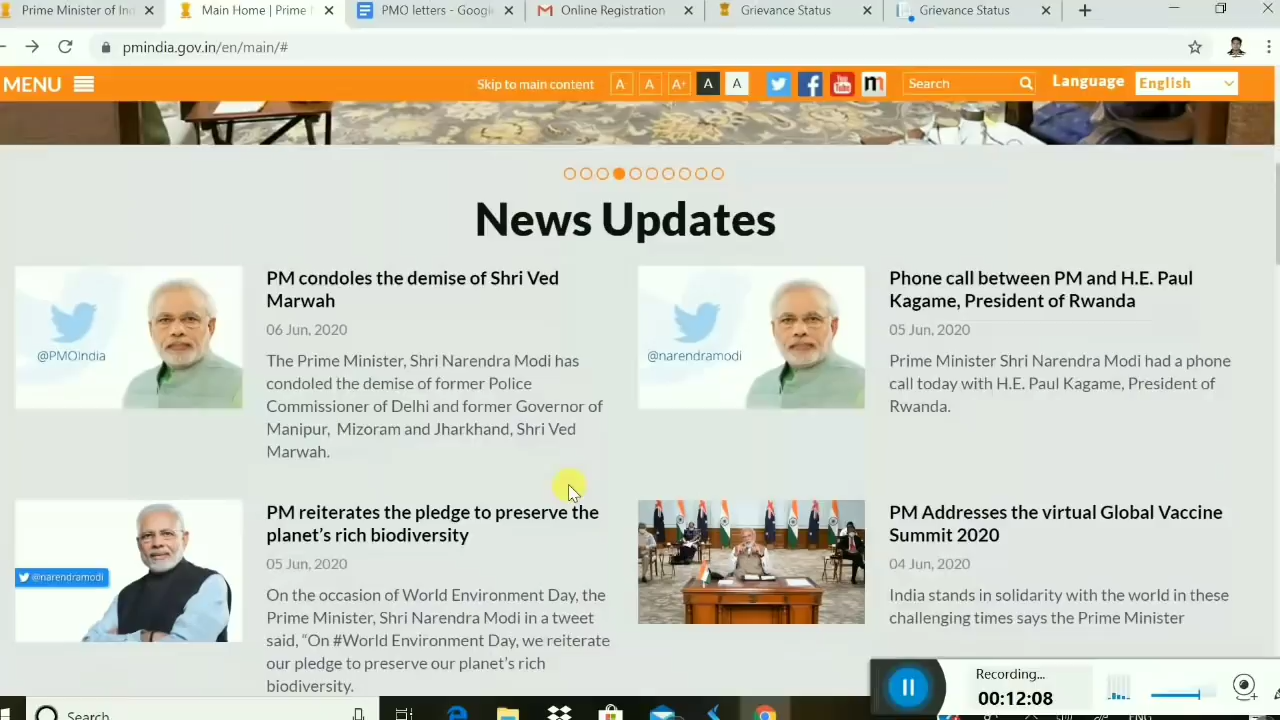 Prime Minister of In
Main Home | Prime
PMO letters - Googl
Online Registration
Grievance Status
Grievance Status
pmindia.gov.in/en/main/#
MENU
Skip to main content
A-
A
A+
A
A
Search
Language
English
News Updates
PM condoles the demise of Shri Ved
Marwah
06 Jun, 2020
The Prime Minister, Shri Narendra Modi has
condoled the demise of former Police
Commissioner of Delhi and former Governor of
Manipur, Mizoram and Jharkhand, Shri Ved
Marwah.
@PMOIndia
Phone call between PM and H.E. Paul
Kagame, President of Rwanda
05 Jun, 2020
Prime Minister Shri Narendra Modi had a phone
call today with H.E. Paul Kagame, President of
Rwanda.
@narendramodi
PM reiterates the pledge to preserve the
planet’s rich biodiversity
05 Jun, 2020
On the occasion of World Environment Day, the
Prime Minister, Shri Narendra Modi in a tweet
said, “On #World Environment Day, we reiterate
our pledge to preserve our planet’s rich
biodiversity.
@narendramodi
PM Addresses the virtual Global Vaccine
Summit 2020
04 Jun, 2020
India stands in solidarity with the world in these
challenging times says the Prime Minister
Recording...
00:12:08
Search